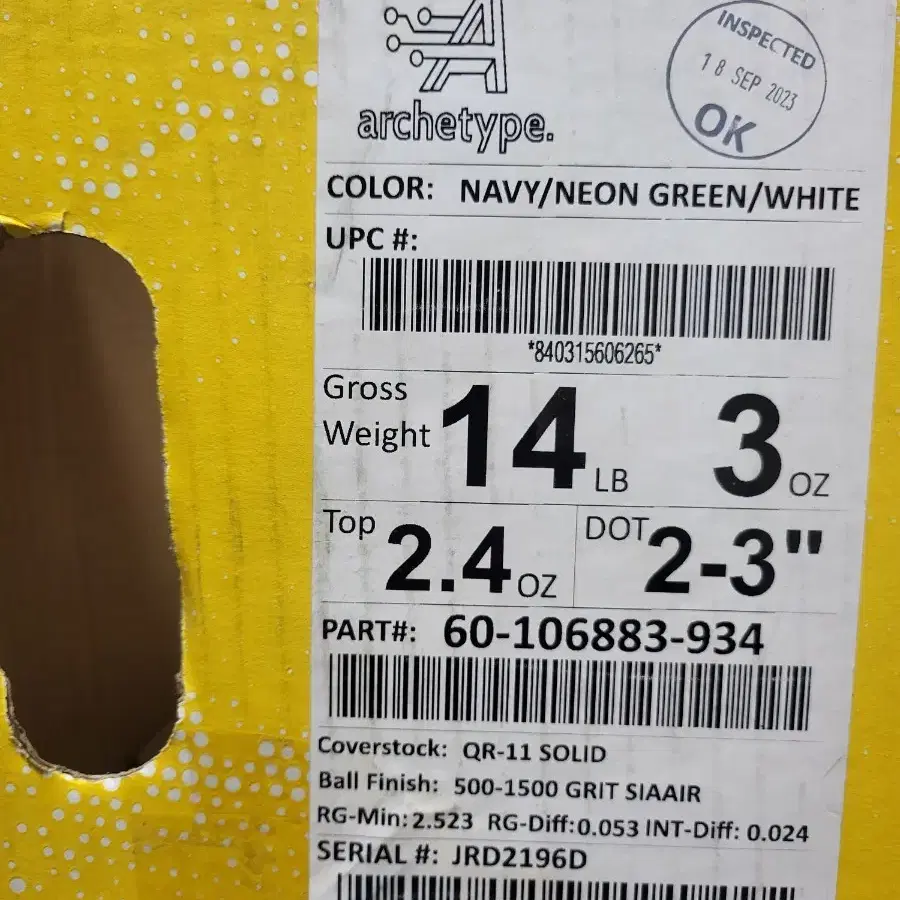 archetype.
INSPECTED
18 SEP 2023
OK
COLOR: NAVY/NEON GREEN/WHITE
UPC #:
*840315606265*
Gross Weight 14 LB 3 OZ
Top 2.4 OZ DOT 2-3"
PART#: 60-106883-934
Coverstock: QR-11 SOLID
Ball Finish: 500-1500 GRIT SIAAIR
RG-Min: 2.523 RG-Diff: 0.053 INT-Diff: 0.024
SERIAL #: JRD2196D